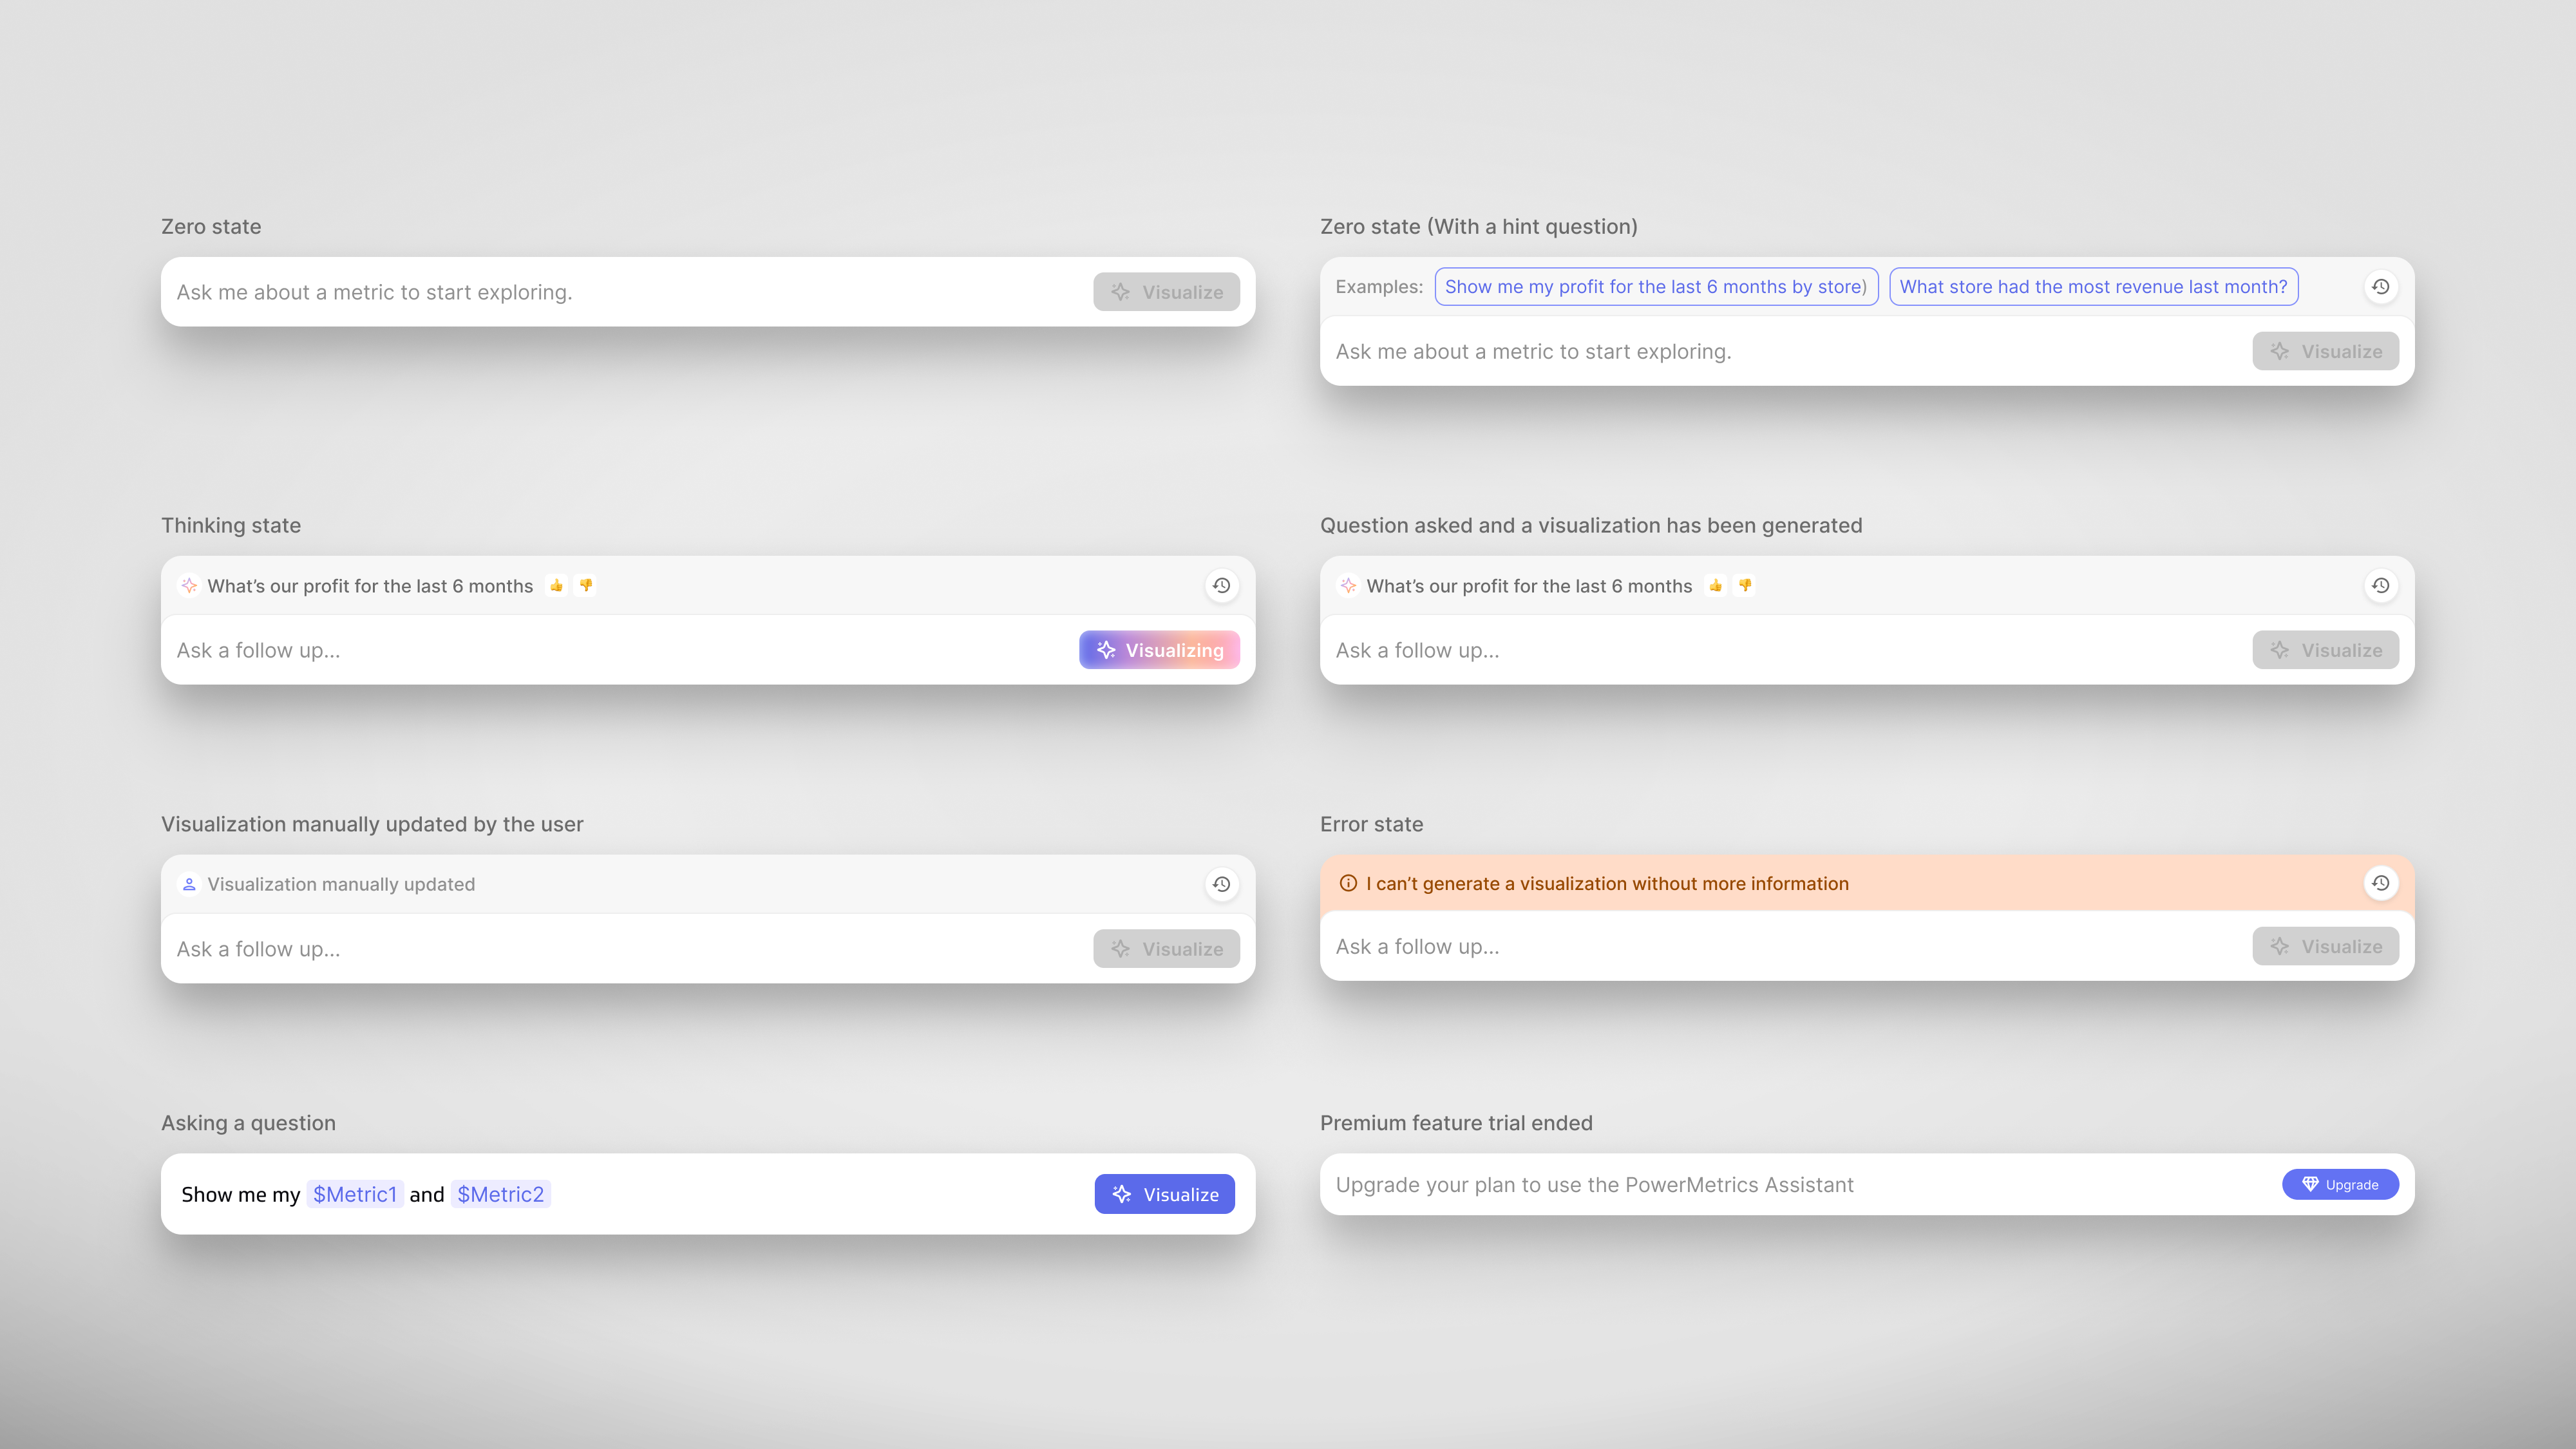 Zero state
Ask me about a metric to start exploring.
Visualize
Zero state (With a hint question)
Examples: Show me my profit for the last 6 months by store) What store had the most revenue last month?
Ask me about a metric to start exploring.
Visualize
Thinking state
What’s our profit for the last 6 months
Ask a follow up...
Visualizing
Question asked and a visualization has been generated
What’s our profit for the last 6 months
Ask a follow up...
Visualize
Visualization manually updated by the user
Visualization manually updated
Ask a follow up...
Visualize
Error state
I can’t generate a visualization without more information
Ask a follow up...
Visualize
Asking a question
Show me my $Metric1 and $Metric2
Visualize
Premium feature trial ended
Upgrade your plan to use the PowerMetrics Assistant
Upgrade